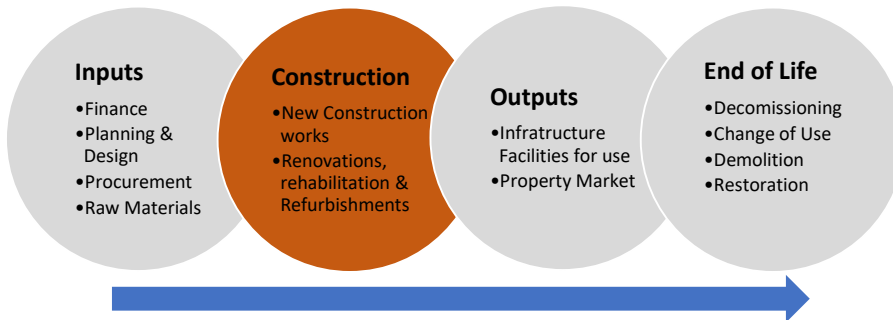 Inputs
•Finance
•Planning &
Design
•Procurement
•Raw Materials
Construction
•New Construction
works
•Renovations,
rehabilitation &
Refurbishments
Outputs
•Infratructure
Facilities for use
•Property Market
End of Life
•Decomissioning
•Change of Use
•Demolition
•Restoration